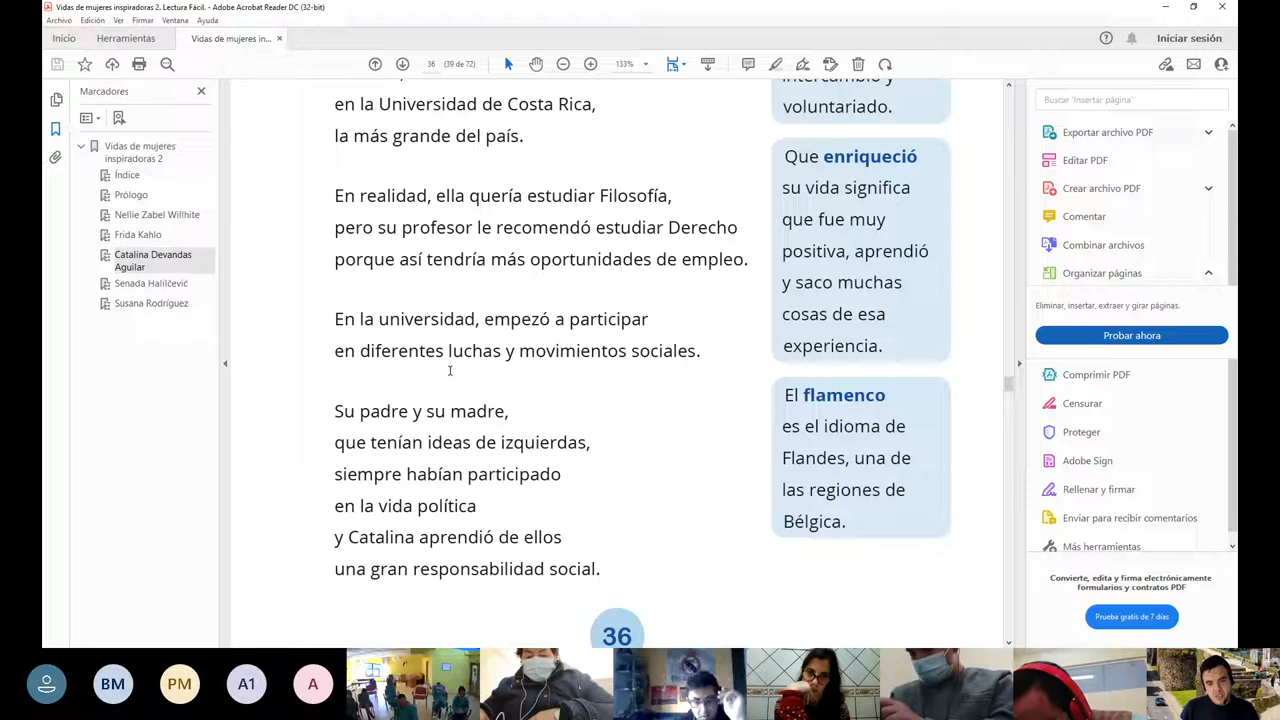 Vidas de mujeres inspiradoras 2. Lectura Fácil. - Adobe Acrobat Reader DC (32-bit)
Archivo Edición Ver Firmar Ventana Ayuda
Inicio Herramientas Vidas de mujeres in... × Iniciar sesión
36 (39 de 72) 133%
Marcadores
Vidas de mujeres
inspiradoras 2
Índice
Prólogo
Nellie Zabel Willhite
Frida Kahlo
Catalina Devandas
Aguilar
Senada Halilčević
Susana Rodríguez
en la Universidad de Costa Rica,
la más grande del país.
En realidad, ella quería estudiar Filosofía,
pero su profesor le recomendó estudiar Derecho
porque así tendría más oportunidades de empleo.
En la universidad, empezó a participar
en diferentes luchas y movimientos sociales.
Su padre y su madre,
que tenían ideas de izquierdas,
siempre habían participado
en la vida política
y Catalina aprendió de ellos
una gran responsabilidad social.
36
intercambio y
voluntariado.
Que enriqueció
su vida significa
que fue muy
positiva, aprendió
y saco muchas
cosas de esa
experiencia.
El flamenco
es el idioma de
Flandes, una de
las regiones de
Bélgica.
Buscar 'Insertar página'
Exportar archivo PDF
Editar PDF
Crear archivo PDF
Comentar
Combinar archivos
Organizar páginas
Eliminar, insertar, extraer y girar páginas.
Probar ahora
Comprimir PDF
Censurar
Proteger
Adobe Sign
Rellenar y firmar
Enviar para recibir comentarios
Más herramientas
Convierte, edita y firma electrónicamente
formularios y contratos PDF
Prueba gratis de 7 días
BM PM A1 A